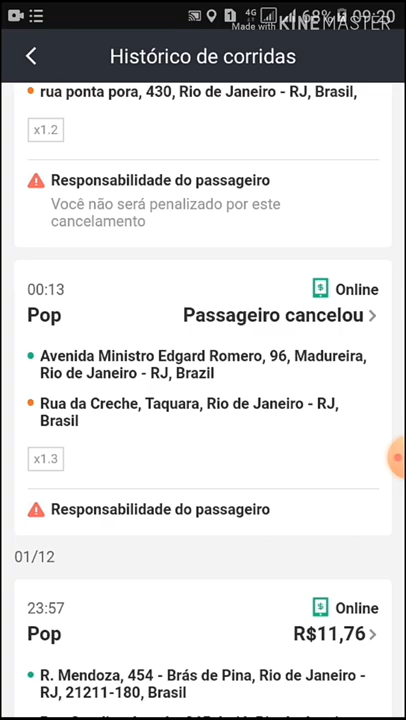 4G 68% 09:20
Made with KINEMASTER
Histórico de corridas
rua ponta pora, 430, Rio de Janeiro - RJ, Brasil,
x1.2
Responsabilidade do passageiro
Você não será penalizado por este
cancelamento
00:13 Online
Pop Passageiro cancelou
Avenida Ministro Edgard Romero, 96, Madureira,
Rio de Janeiro - RJ, Brazil
Rua da Creche, Taquara, Rio de Janeiro - RJ,
Brasil
x1.3
Responsabilidade do passageiro
01/12
23:57 Online
Pop R$11,76
R. Mendoza, 454 - Brás de Pina, Rio de Janeiro -
RJ, 21211-180, Brasil